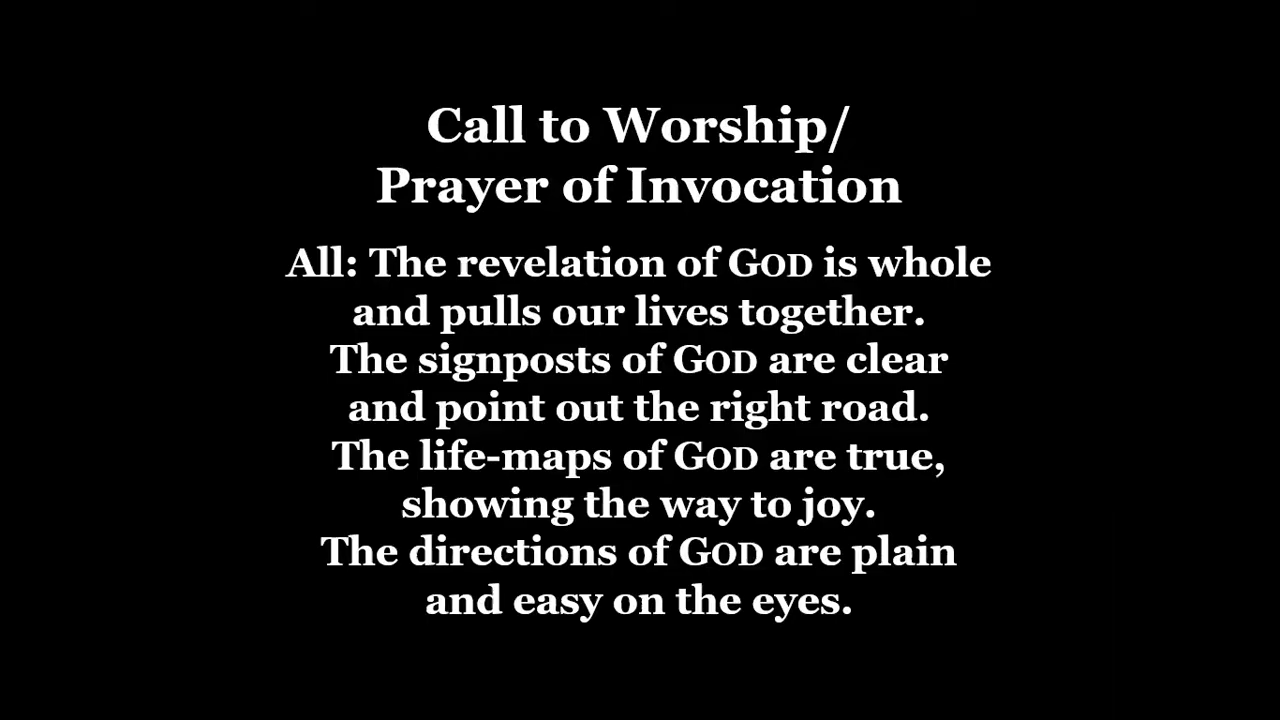 Call to Worship/
Prayer of Invocation
All: The revelation of GOD is whole
and pulls our lives together.
The signposts of GOD are clear
and point out the right road.
The life-maps of GOD are true,
showing the way to joy.
The directions of GOD are plain
and easy on the eyes.